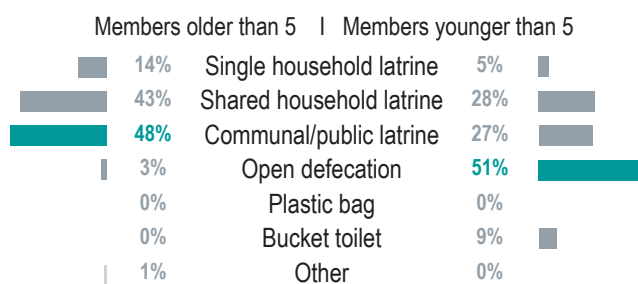 Members older than 5 I Members younger than 5
14% Single household latrine 5%
43% Shared household latrine 28%
48% Communal/public latrine 27%
3% Open defecation 51%
0% Plastic bag 0%
0% Bucket toilet 9%
1% Other 0%